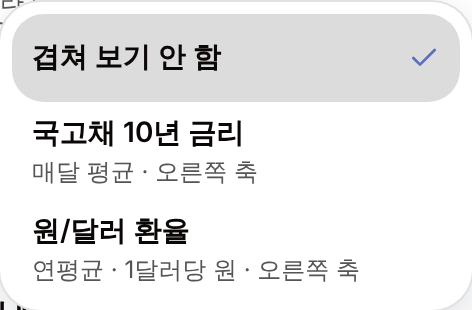 겹쳐 보기 안 함
국고채 10년 금리
매달 평균 · 오른쪽 축
원/달러 환율
연평균 · 1달러당 원 · 오른쪽 축